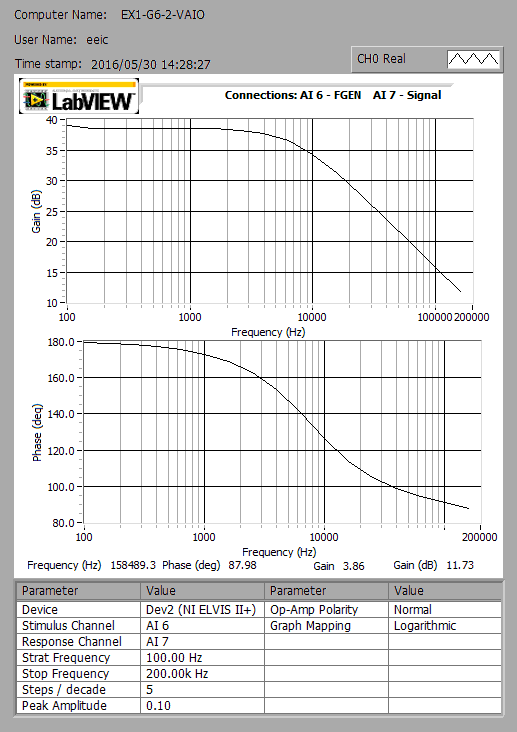 Computer Name: EX1-G6-2-VAIO
User Name: eeic
Time stamp: 2016/05/30 14:28:27
CH0 Real
POWERED BY
LabVIEW™
Connections: AI 6 - FGEN AI 7 - Signal
Gain (dB)
40
35
30
25
20
15
10
100 1000 10000 100000 200000
Frequency (Hz)
Phase (deq)
180.0
160.0
140.0
120.0
100.0
80.0
100 1000 10000 200000
Frequency (Hz)
Frequency (Hz) 158489.3 Phase (deg) 87.98 Gain 3.86 Gain (dB) 11.73
Parameter Value Parameter Value
Device Dev2 (NI ELVIS II+) Op-Amp Polarity Normal
Stimulus Channel AI 6 Graph Mapping Logarithmic
Response Channel AI 7
Strat Frequency 100.00 Hz
Stop Frequency 200.00k Hz
Steps / decade 5
Peak Amplitude 0.10